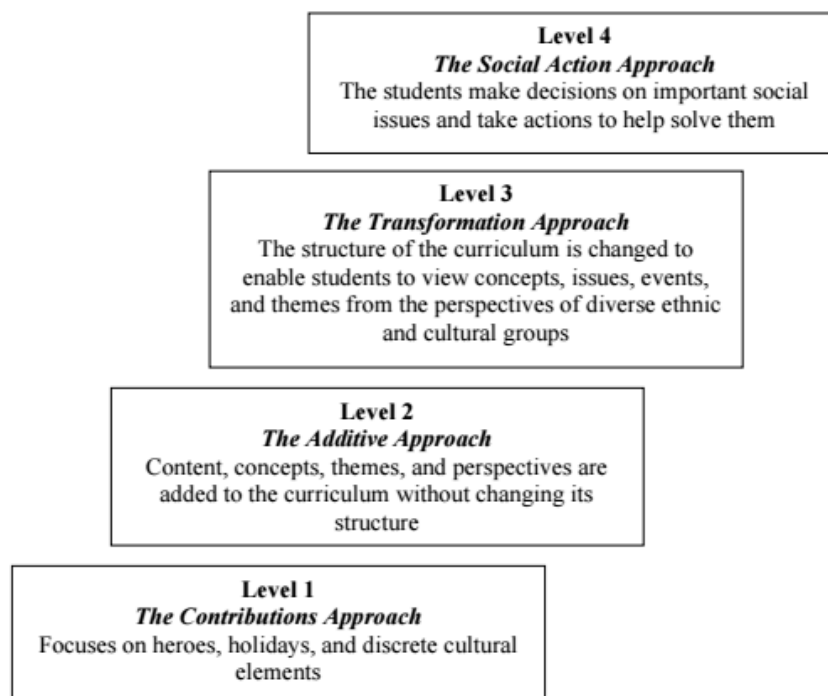 Level 4
The Social Action Approach
The students make decisions on important social
issues and take actions to help solve them
Level 3
The Transformation Approach
The structure of the curriculum is changed to
enable students to view concepts, issues, events,
and themes from the perspectives of diverse ethnic
and cultural groups
Level 2
The Additive Approach
Content, concepts, themes, and perspectives are
added to the curriculum without changing its
structure
Level 1
The Contributions Approach
Focuses on heroes, holidays, and discrete cultural
elements